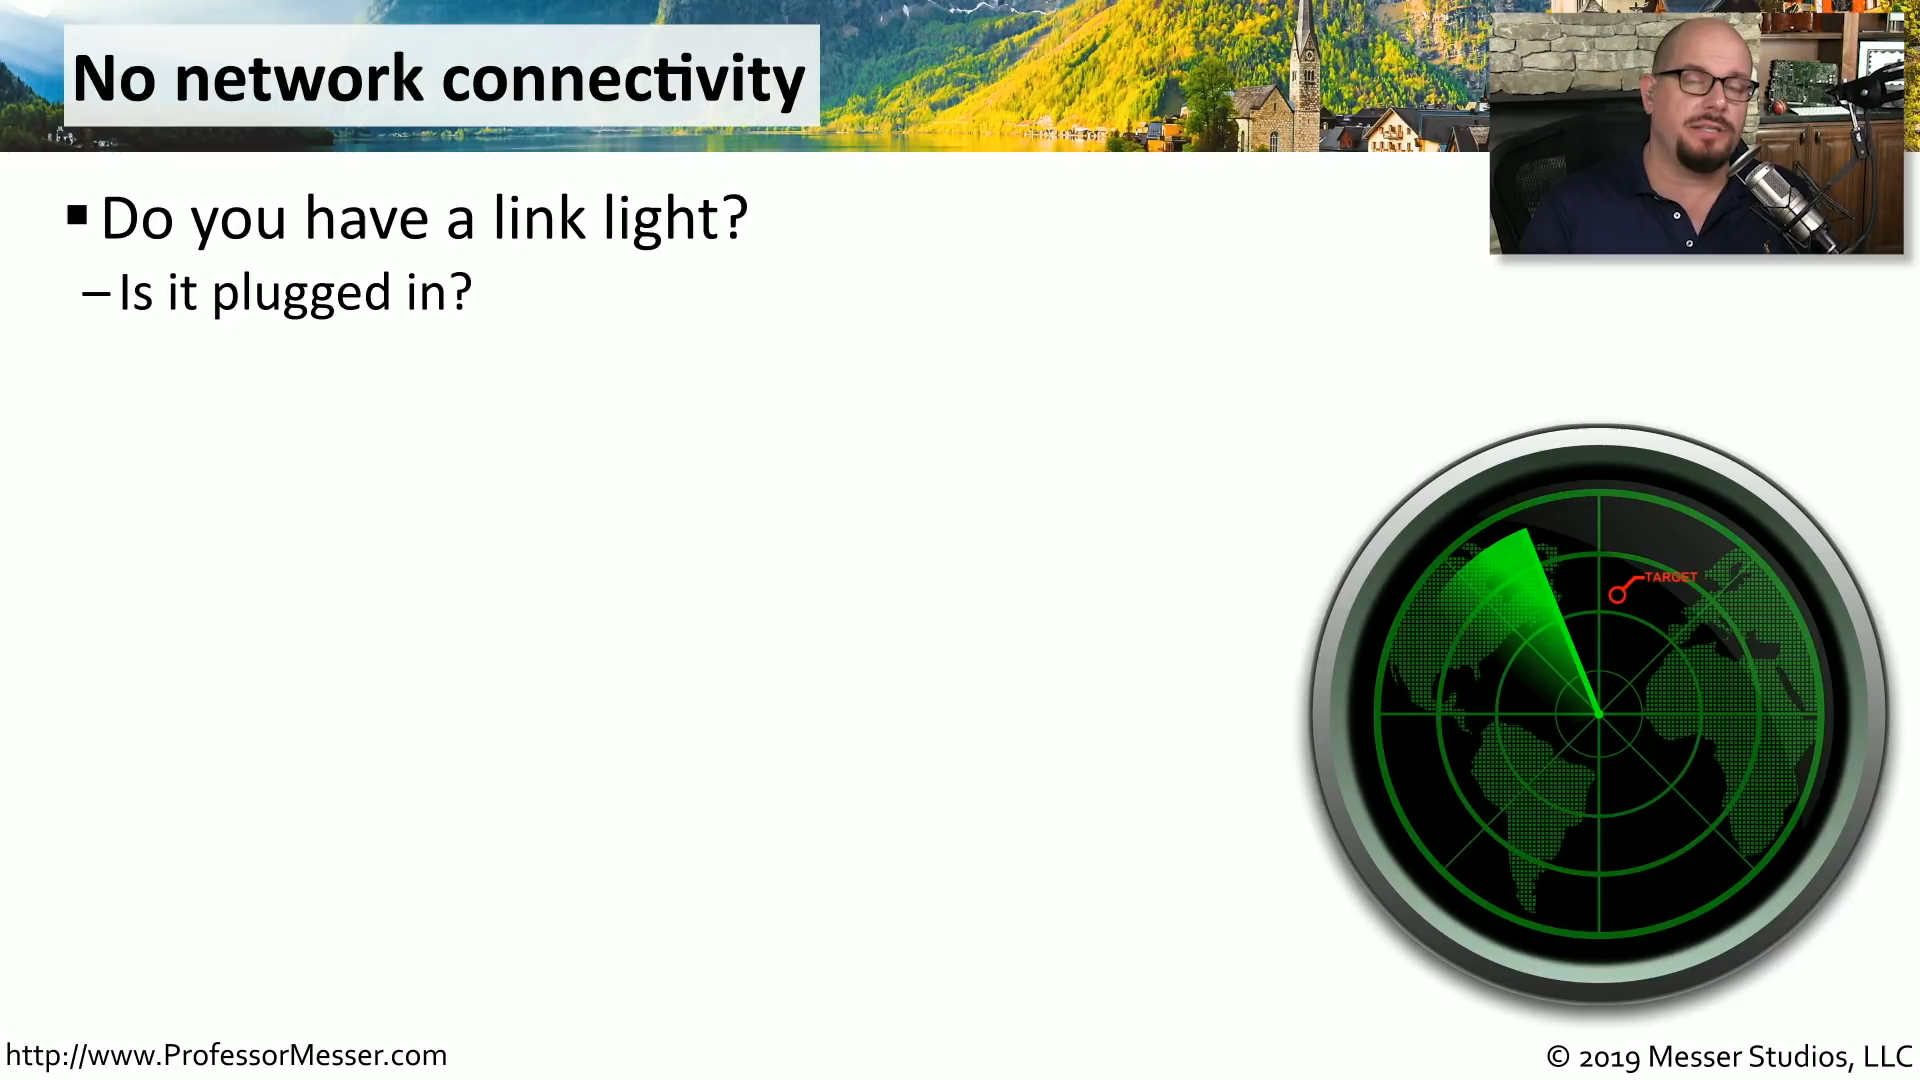 No network connectivity
▪ Do you have a link light?
– Is it plugged in?
TARGET
http://www.ProfessorMesser.com
© 2019 Messer Studios, LLC